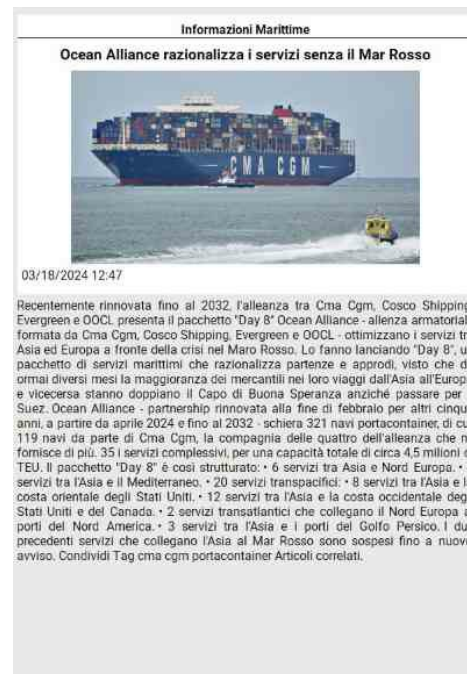 Informazioni Marittime
Ocean Alliance razionalizza i servizi senza il Mar Rosso
CMA CGM
03/18/2024 12:47
Recentemente rinnovata fino al 2032, l'alleanza tra Cma Cgm, Cosco Shipping
Evergreen e OOCL presenta il pacchetto "Day 8" Ocean Alliance - allenza armatorial
formata da Cma Cgm, Cosco Shipping, Evergreen e OOCL - ottimizzano i servizi tr
Asia ed Europa a fronte della crisi nel Maro Rosso. Lo fanno lanciando "Day 8", u
pacchetto di servizi marittimi che razionalizza partenze e approdi, visto che d
ormai diversi mesi la maggioranza dei mercantili nei loro viaggi dall'Asia all'Europ
e vicecersa stanno doppiano il Capo di Buona Speranza anziché passare per
Suez. Ocean Alliance - partnership rinnovata alla fine di febbraio per altri cinqu
anni, a partire da aprile 2024 e fino al 2032 - schiera 321 navi portacontainer, di cu
119 navi da parte di Cma Cgm, la compagnia delle quattro dell'alleanza che n
fornisce di più. 35 i servizi complessivi, per una capacità totale di circa 4,5 milioni d
TEU. Il pacchetto "Day 8" è così strutturato: • 6 servizi tra Asia e Nord Europa. •
servizi tra l'Asia e il Mediterraneo. • 20 servizi transpacifici: • 8 servizi tra l'Asia e l
costa orientale degli Stati Uniti. • 12 servizi tra l'Asia e la costa occidentale deg
Stati Uniti e del Canada. • 2 servizi transatlantici che collegano il Nord Europa a
porti del Nord America. • 3 servizi tra l'Asia e i porti del Golfo Persico. I du
precedenti servizi che collegano l'Asia al Mar Rosso sono sospesi fino a nuov
avviso. Condividi Tag cma cgm portacontainer Articoli correlati.